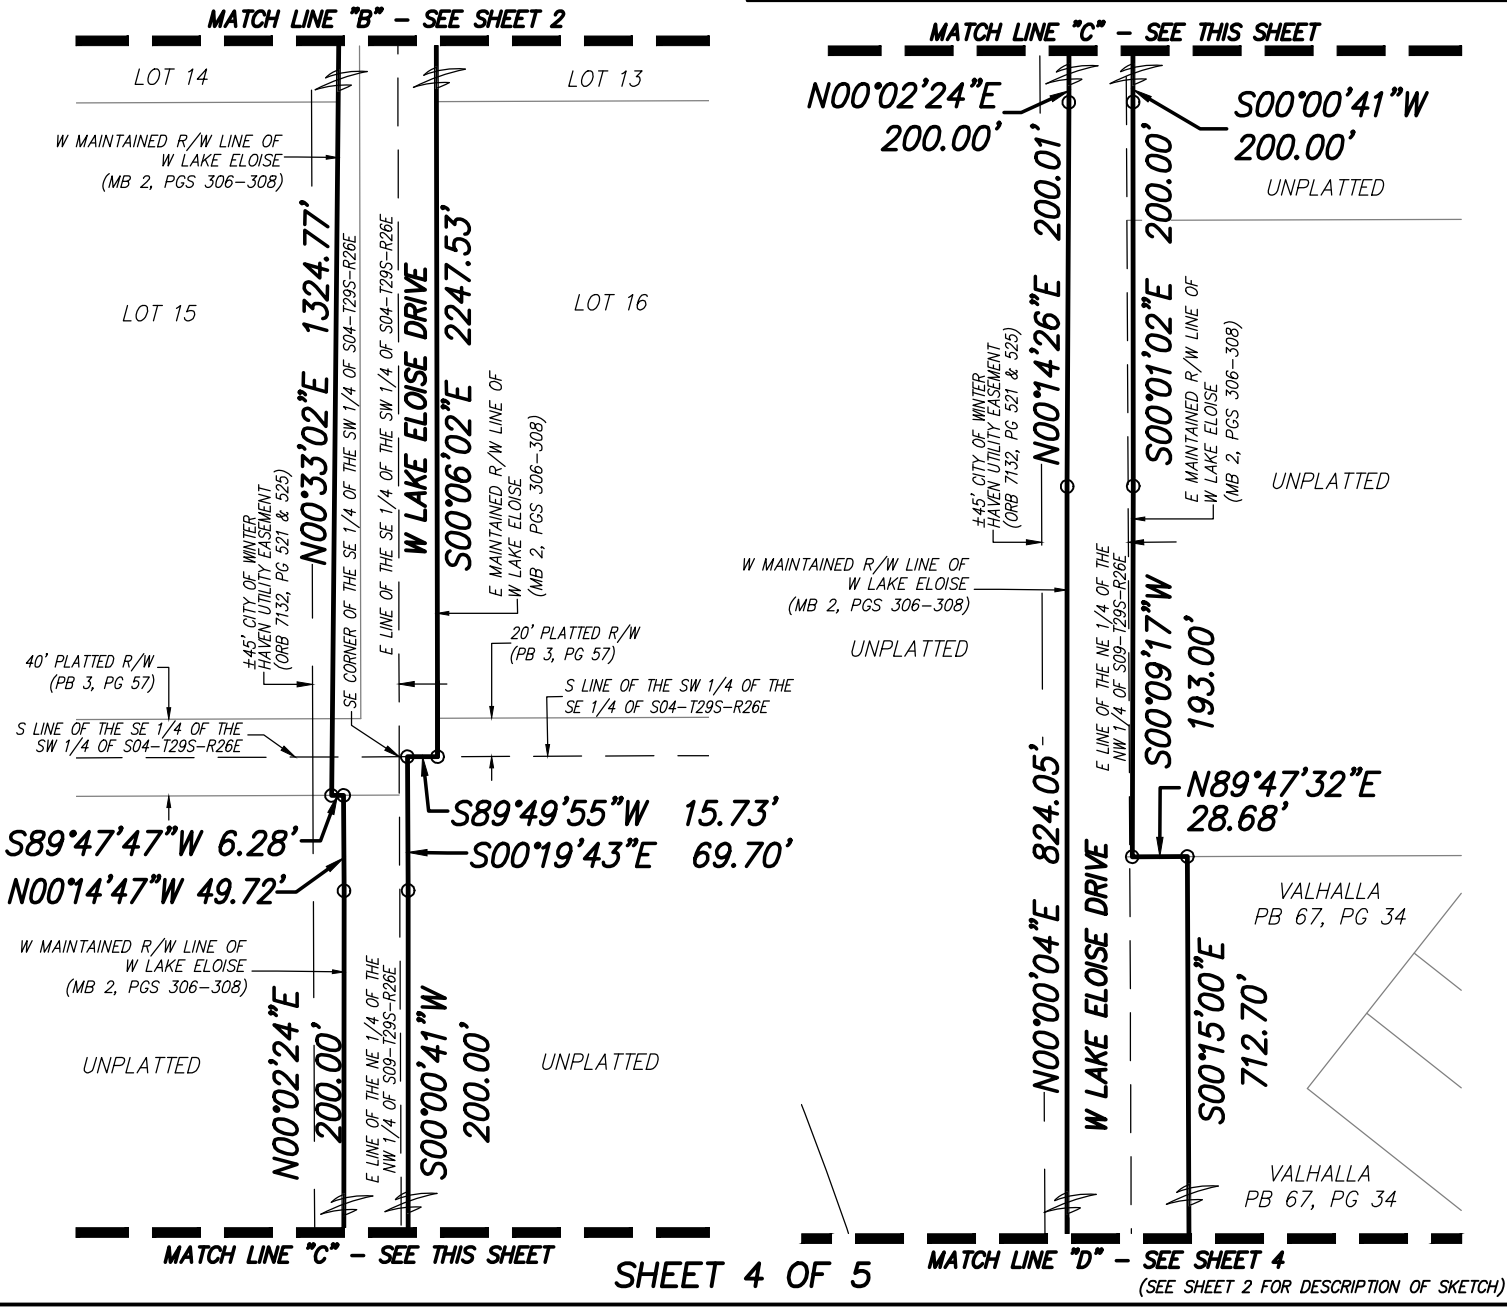 MATCH LINE "B" - SEE SHEET 2
LOT 14
LOT 13
W MAINTAINED R/W LINE OF
W LAKE ELOISE
(MB 2, PGS 306-308)
LOT 15
LOT 16
N00°33'02"E 1324.77'
SE CORNER OF THE SE 1/4 OF THE SW 1/4 OF S04-T29S-R26E
E LINE OF THE SE 1/4 OF THE SW 1/4 OF S04-T29S-R26E
W LAKE ELOISE DRIVE
S00°06'02"E 2247.53'
E MAINTAINED R/W LINE OF
W LAKE ELOISE
(MB 2, PGS 306-308)
±45' CITY OF WINTER
HAVEN UTILITY EASEMENT
(ORB 7132, PG 521 & 525)
40' PLATTED R/W
(PB 3, PG 57)
20' PLATTED R/W
(PB 3, PG 57)
S LINE OF THE SE 1/4 OF THE
SW 1/4 OF S04-T29S-R26E
S LINE OF THE SW 1/4 OF THE
SE 1/4 OF S04-T29S-R26E
S89°47'47"W 6.28'
N00°14'47"W 49.72'
S89°49'55"W 15.73'
S00°19'43"E 69.70'
W MAINTAINED R/W LINE OF
W LAKE ELOISE
(MB 2, PGS 306-308)
UNPLATTED
N00°02'24"E
200.00'
E LINE OF THE NE 1/4 OF THE
NW 1/4 OF S09-T29S-R26E
S00°00'41"W
200.00'
UNPLATTED
MATCH LINE "C" - SEE THIS SHEET
MATCH LINE "C" - SEE THIS SHEET
N00°02'24"E
200.00'
S00°00'41"W
200.00'
UNPLATTED
N00°14'26"E 200.01'
S00°01'02"E 200.00'
±45' CITY OF WINTER
HAVEN UTILITY EASEMENT
(ORB 7132, PG 521 & 525)
E MAINTAINED R/W LINE OF
W LAKE ELOISE
(MB 2, PGS 306-308)
UNPLATTED
W MAINTAINED R/W LINE OF
W LAKE ELOISE
(MB 2, PGS 306-308)
UNPLATTED
E LINE OF THE NE 1/4 OF THE
NW 1/4 OF S09-T29S-R26E
S00°09'17"W
193.00'
N89°47'32"E
28.68'
N00°00'04"E 824.05'
W LAKE ELOISE DRIVE
VALHALLA
PB 67, PG 34
S00°15'00"E
712.70'
VALHALLA
PB 67, PG 34
MATCH LINE "D" - SEE SHEET 4
SHEET 4 OF 5
(SEE SHEET 2 FOR DESCRIPTION OF SKETCH)